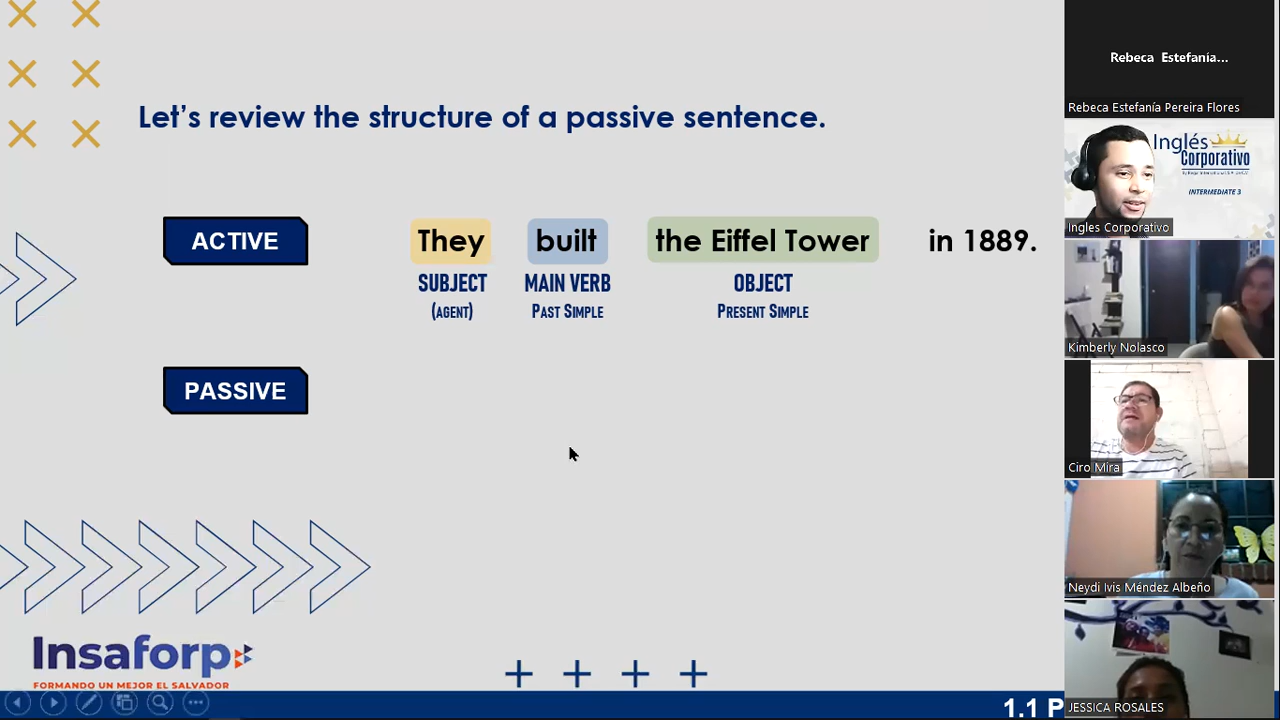 Let's review the structure of a passive sentence.
ACTIVE
They built the Eiffel Tower in 1889.
SUBJECT MAIN VERB OBJECT
(AGENT) PAST SIMPLE PRESENT SIMPLE
PASSIVE
Insaforp
FORMANDO UN MEJOR EL SALVADOR
1.1 P
Rebeca Estefanía...
Rebeca Estefanía Pereira Flores
Inglés
Corporativo
INTERMEDIATE 3
Ingles Corporativo
Kimberly Nolasco
Ciro Mira
Neydi Ivis Méndez Albeño
JESSICA ROSALES